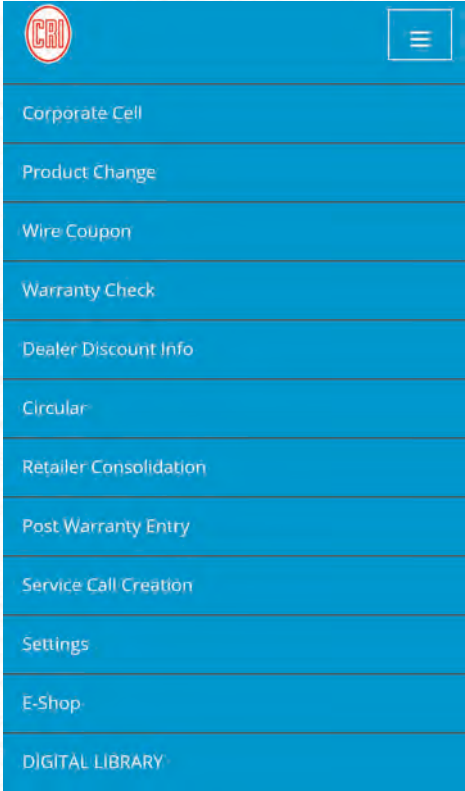 CRI
Corporate Cell
Product Change
Wire Coupon
Warranty Check
Dealer Discount Info
Circular
Retailer Consolidation
Post Warranty Entry
Service Call Creation
Settings
E-Shop
DIGITAL LIBRARY